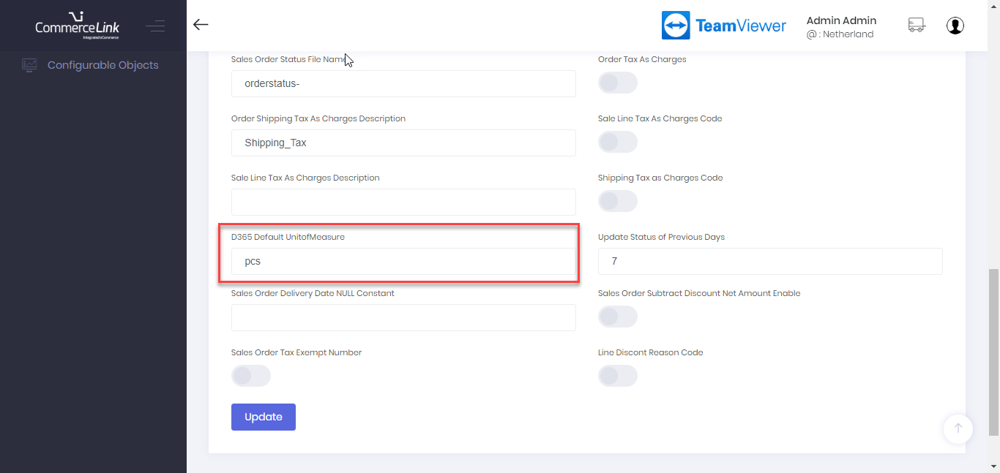 CommerceLink
Integrated eCommerce
Configurable Objects
TeamViewer
Admin Admin
@ : Netherland
Sales Order Status File Name
orderstatus-
Order Tax As Charges
Order Shipping Tax As Charges Description
Shipping_Tax
Sale Line Tax As Charges Code
Sale Line Tax As Charges Description
Shipping Tax as Charges Code
D365 Default UnitofMeasure
pcs
Update Status of Previous Days
7
Sales Order Delivery Date NULL Constant
Sales Order Subtract Discount Net Amount Enable
Sales Order Tax Exempt Number
Line Discont Reason Code
Update